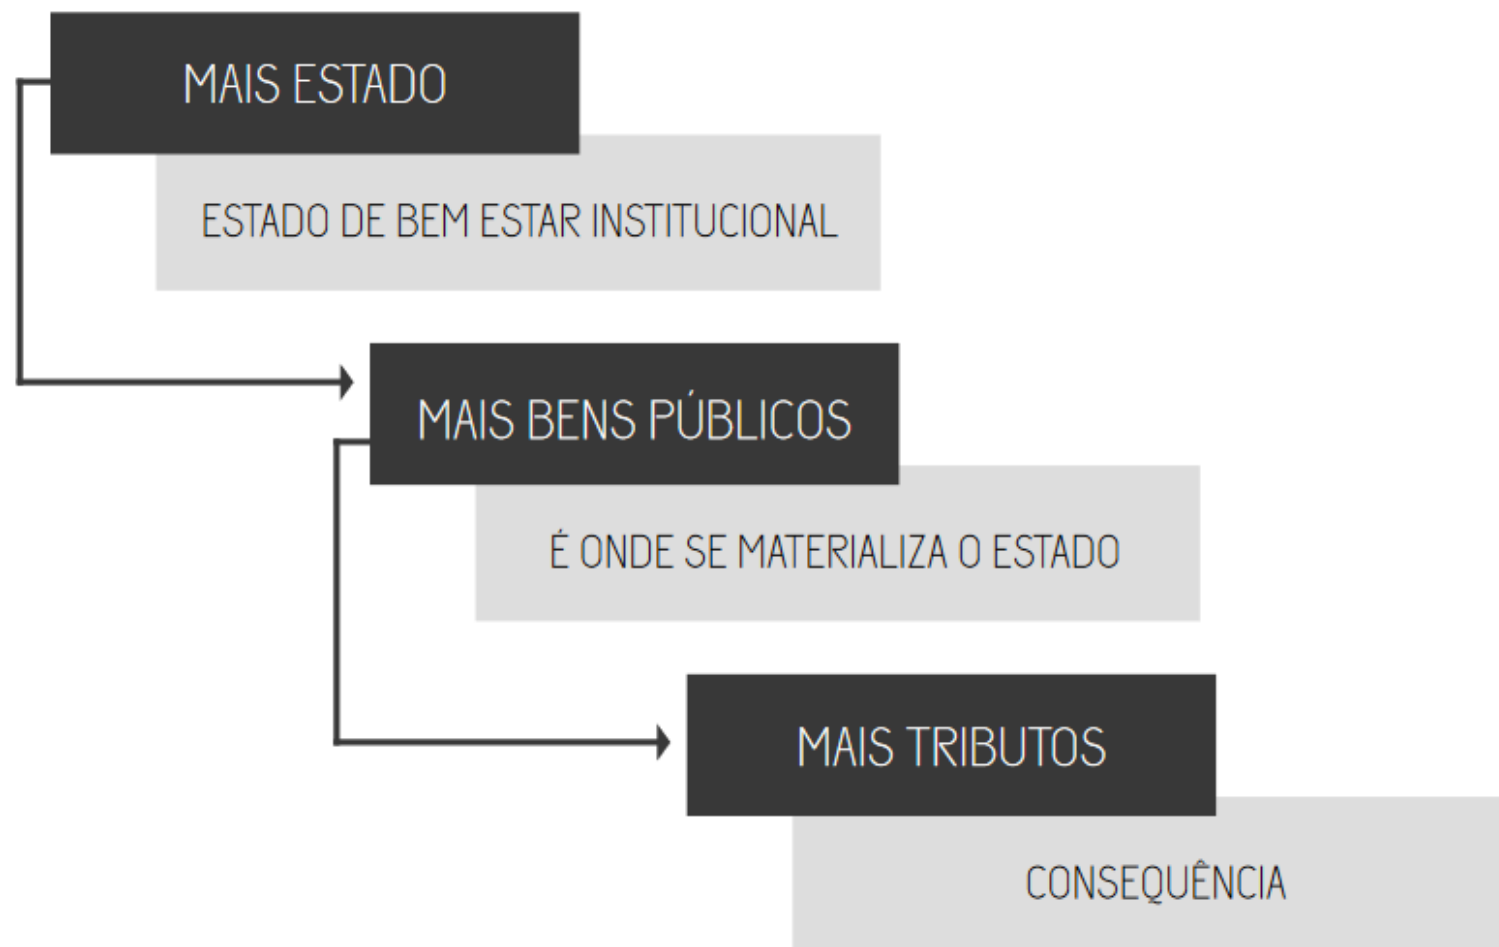 MAIS ESTADO
ESTADO DE BEM ESTAR INSTITUCIONAL
MAIS BENS PÚBLICOS
É ONDE SE MATERIALIZA O ESTADO
MAIS TRIBUTOS
CONSEQUÊNCIA